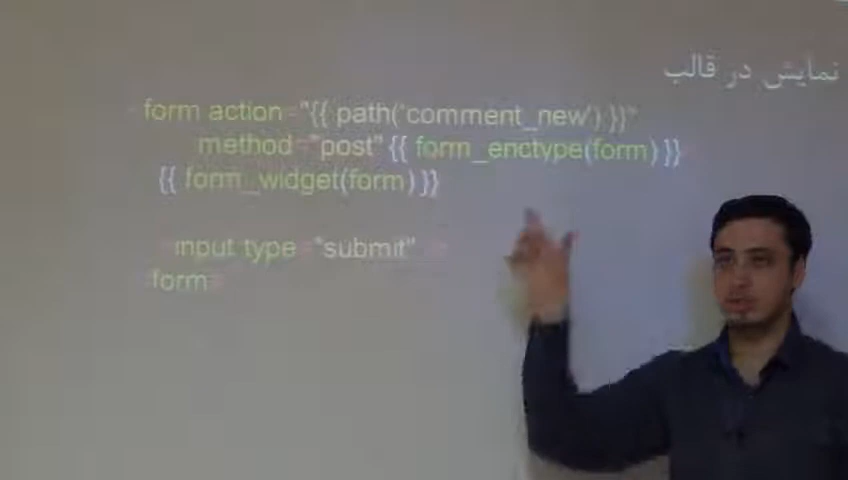 نمایش در قالب
form action="{{ path('comment_new') }}"
method="post" {{ form_enctype(form) }}
{{ form_widget(form) }}
input type="submit"
form